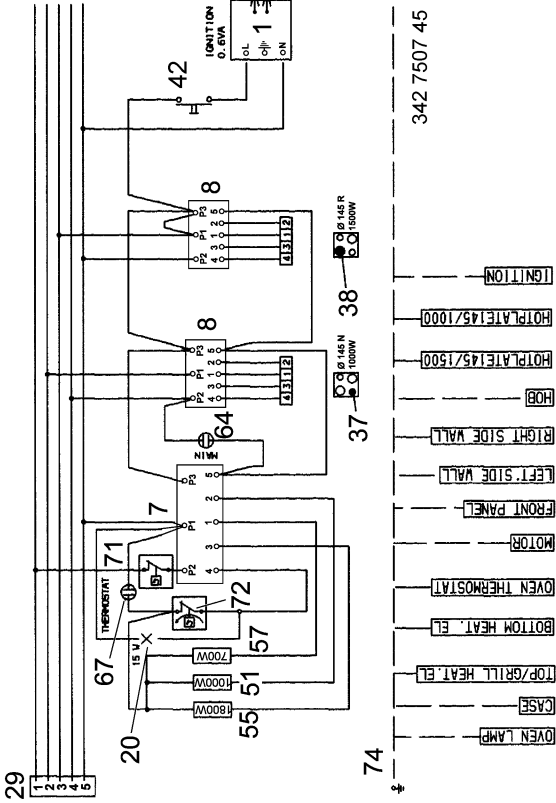 IGNITION
0.6VA
1
L
N
42
342 7507 45
8
P3
P1
P2
5
2
1
3
4
4 3 1 2
Ø 145 R
1500W
38
8
P3
P1
P2
5
2
1
3
4
4 3 1 2
Ø 145 N
1000W
37
64
MAIN
7
P3
P1
P2
5
2
1
3
4
71
THERMOSTAT
67
72
15 W
20
57
700W
51
1000W
55
1800W
29
1
2
3
4
5
74
IGNITION
HOTPLATE145/1000
HOTPLATE145/1500
HOB
RIGHT SIDE WALL
LEFT.SIDE WALL
FRONT PANEL
MOTOR
OVEN THERMOSTAT
BOTTOM HEAT. EL
TOP/GRILL HEAT.EL
CASE
OVEN LAMP